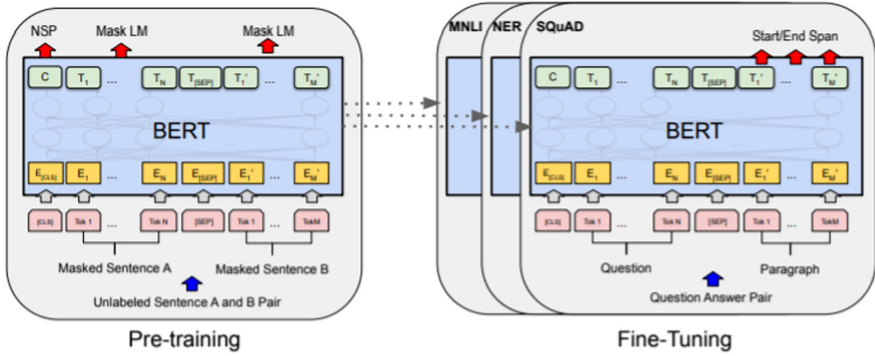 NSP Mask LM Mask LM
C T1 ... TN T[SEP] T1' ... TM'
BERT
E[CLS] E1 ... EN E[SEP] E1' ... EM'
[CLS] Tok 1 ... Tok N [SEP] Tok 1 ... TokM
Masked Sentence A Masked Sentence B
Unlabeled Sentence A and B Pair
Pre-training
MNLI NER SQuAD
Start/End Span
C T1 ... TN T[SEP] T1' ... TM'
BERT
E[CLS] E1 ... EN E[SEP] E1' ... EM'
[CLS] Tok 1 ... Tok N [SEP] Tok 1 ... TokM
Question Paragraph
Question Answer Pair
Fine-Tuning